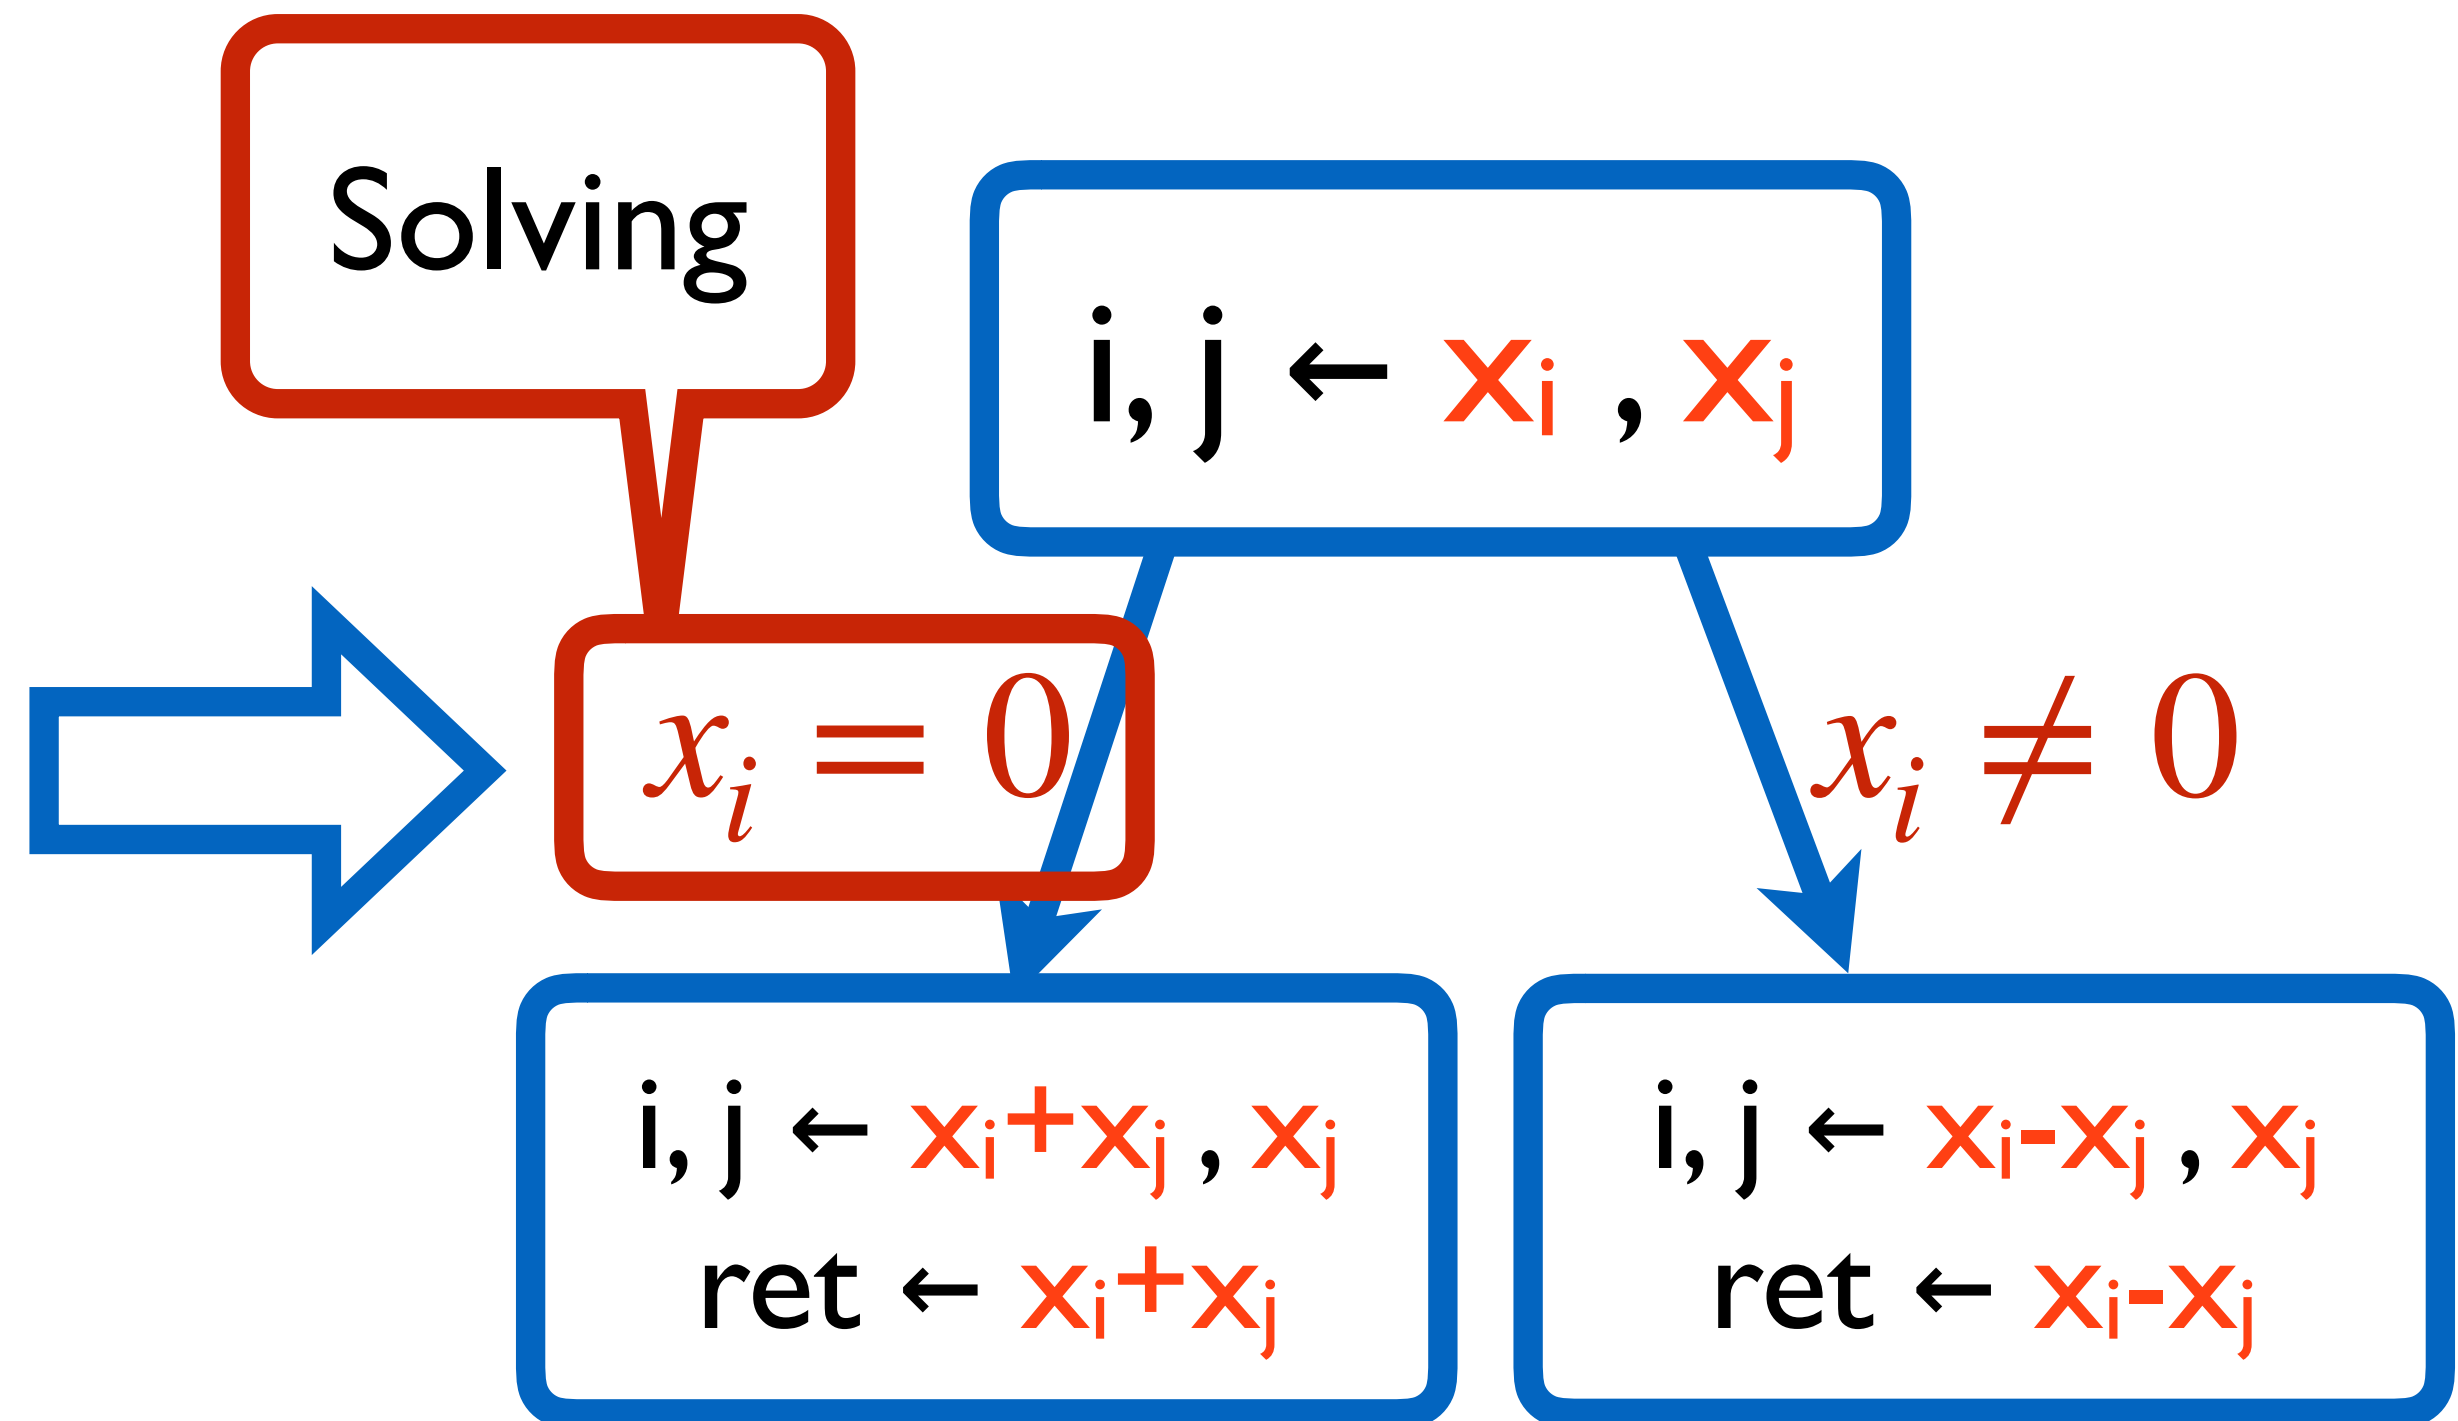 Solving
i, j ← xᵢ , xⱼ
xᵢ = 0
xᵢ ≠ 0
i, j ← xᵢ+xⱼ , xⱼ
ret ← xᵢ+xⱼ
i, j ← xᵢ-xⱼ , xⱼ
ret ← xᵢ-xⱼ